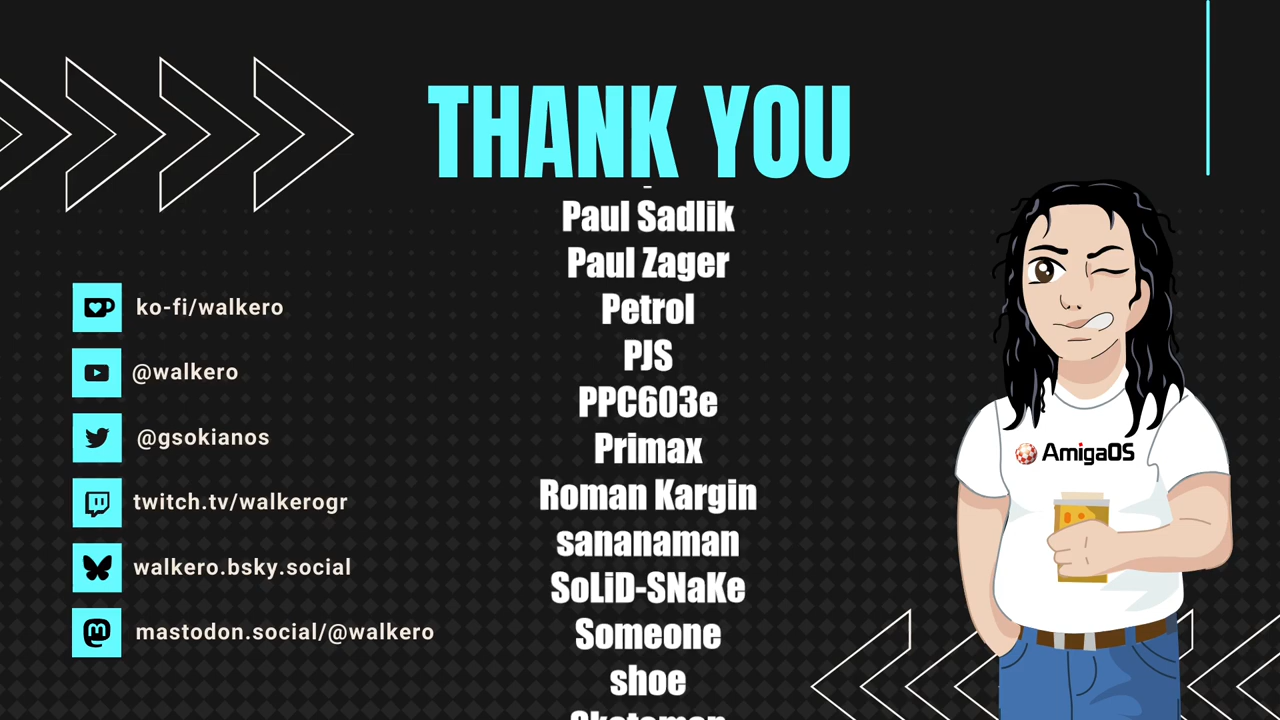 THANK YOU
Paul Sadlik
Paul Zager
Petrol
PJS
PPC603e
Primax
Roman Kargin
sananaman
SoLiD-SNaKe
Someone
shoe
ko-fi/walkero
@walkero
@gsokianos
twitch.tv/walkerogr
walkero.bsky.social
mastodon.social/@walkero
AmigaOS